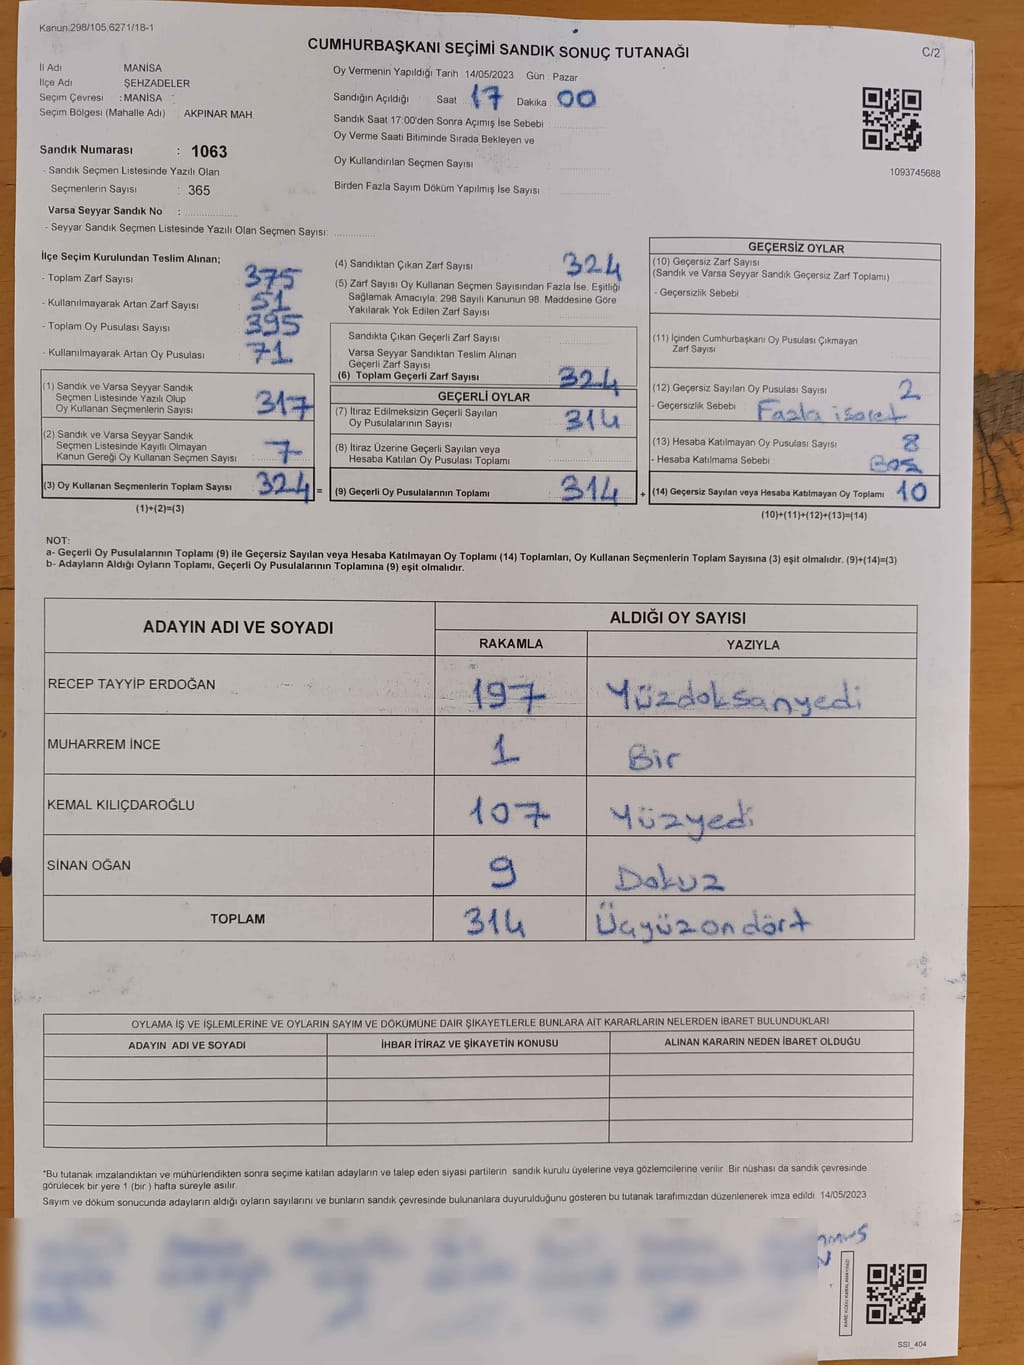 Kanun:298/105,6271/18-1
CUMHURBAŞKANI SEÇİMİ SANDIK SONUÇ TUTANAĞI
C/2
İl Adı MANİSA
İlçe Adı ŞEHZADELER
Seçim Çevresi : MANİSA
Seçim Bölgesi (Mahalle Adı) AKPINAR MAH.
Oy Vermenin Yapıldığı Tarih :14/05/2023 Gün : Pazar
Sandığın Açıldığı Saat 17 Dakika 00
Sandık Saat 17:00'den Sonra Açımış İse Sebebi
Oy Verme Saati Bitiminde Sırada Bekleyen ve
Oy Kullandırılan Seçmen Sayısı
Birden Fazla Sayım Döküm Yapılmış İse Sayısı
1093745688
Sandık Numarası : 1063
- Sandık Seçmen Listesinde Yazılı Olan
Seçmenlerin Sayısı : 365
Varsa Seyyar Sandık No :
- Seyyar Sandık Seçmen Listesinde Yazılı Olan Seçmen Sayısı:
İlçe Seçim Kurulundan Teslim Alınan;
- Toplam Zarf Sayısı 375
- Kullanılmayarak Artan Zarf Sayısı 51
- Toplam Oy Pusulası Sayısı 395
- Kullanılmayarak Artan Oy Pusulası 71
(1) Sandık ve Varsa Seyyar Sandık
Seçmen Listesinde Yazılı Olup
Oy Kullanan Seçmenlerin Sayısı 317
(2) Sandık ve Varsa Seyyar Sandık
Seçmen Listesinde Kayıtlı Olmayan
Kanun Gereği Oy Kullanan Seçmen Sayısı 7
(3) Oy Kullanan Seçmenlerin Toplam Sayısı 324 =
(1)+(2)=(3)
(4) Sandıktan Çıkan Zarf Sayısı 324
(5) Zarf Sayısı Oy Kullanan Seçmen Sayısından Fazla İse, Eşitliği
Sağlamak Amacıyla; 298 Sayılı Kanunun 98. Maddesine Göre
Yakılarak Yok Edilen Zarf Sayısı
Sandıkta Çıkan Geçerli Zarf Sayısı
Varsa Seyyar Sandıktan Teslim Alınan
Geçerli Zarf Sayısı
(6) Toplam Geçerli Zarf Sayısı 324
GEÇERLİ OYLAR
(7) İtiraz Edilmeksizin Geçerli Sayılan
Oy Pusulasının Sayısı 314
(8) İtiraz Üzerine Geçerli Sayılan veya
Hesaba Katılan Oy Pusulası Toplamı
(9) Geçerli Oy Pusulalarının Toplamı 314 +
GEÇERSİZ OYLAR
(10) Geçersiz Zarf Sayısı
(Sandık ve Varsa Seyyar Sandık Geçersiz Zarf Toplamı)
- Geçersizlik Sebebi
(11) İçinden Cumhurbaşkanı Oy Pusulası Çıkmayan
Zarf Sayısı
(12) Geçersiz Sayılan Oy Pusulası Sayısı 2
- Geçersizlik Sebebi Fazla isaret
(13) Hesaba Katılmayan Oy Pusulası Sayısı 8
- Hesaba Katılmama Sebebi Boş
(14) Geçersiz Sayılan veya Hesaba Katılmayan Oy Toplamı 10
(10)+(11)+(12)+(13)=(14)
NOT:
a- Geçerli Oy Pusulalarının Toplamı (9) ile Geçersiz Sayılan veya Hesaba Katılmayan Oy Toplamı (14) Toplamları, Oy Kullanan Seçmenlerin Toplam Sayısına (3) eşit olmalıdır. (9)+(14)=(3)
b- Adayların Aldığı Oyların Toplamı, Geçerli Oy Pusulalarının Toplamına (9) eşit olmalıdır.
ADAYIN ADI VE SOYADI ALDIĞI OY SAYISI
RAKAMLA YAZIYLA
RECEP TAYYİP ERDOĞAN 197 Yüzdoksanyedi
MUHARREM İNCE 1 Bir
KEMAL KILIÇDAROĞLU 107 Yüzyedi
SİNAN OĞAN 9 Dokuz
TOPLAM 314 Üçyüzondört
OYLAMA İŞ VE İŞLEMLERİNE VE OYLARIN SAYIM VE DÖKÜMÜNE DAİR ŞİKAYETLERLE BUNLARA AİT KARARLARIN NELERDEN İBARET BULUNDUKLARI
ADAYIN ADI VE SOYADI İHBAR İTİRAZ VE ŞİKAYETİN KONUSU ALINAN KARARIN NEDEN İBARET OLDUĞU
*Bu tutanak imzalandıktan ve mühürlendikten sonra seçime katılan adayların ve talep eden siyasi partilerin sandık kurulu üyelerine veya gözlemcilerine verilir. Bir nüshası da sandık çevresinde
görülecek bir yere 1 (bir ) hafta süreyle asılır.
Sayım ve döküm sonucunda adayların aldığı oyların sayılarını ve bunların sandık çevresinde bulunanlara duyurulduğunu gösteren bu tutanak tarafımızdan düzenlenerek imza edildi. 14/05/2023
SSI_404